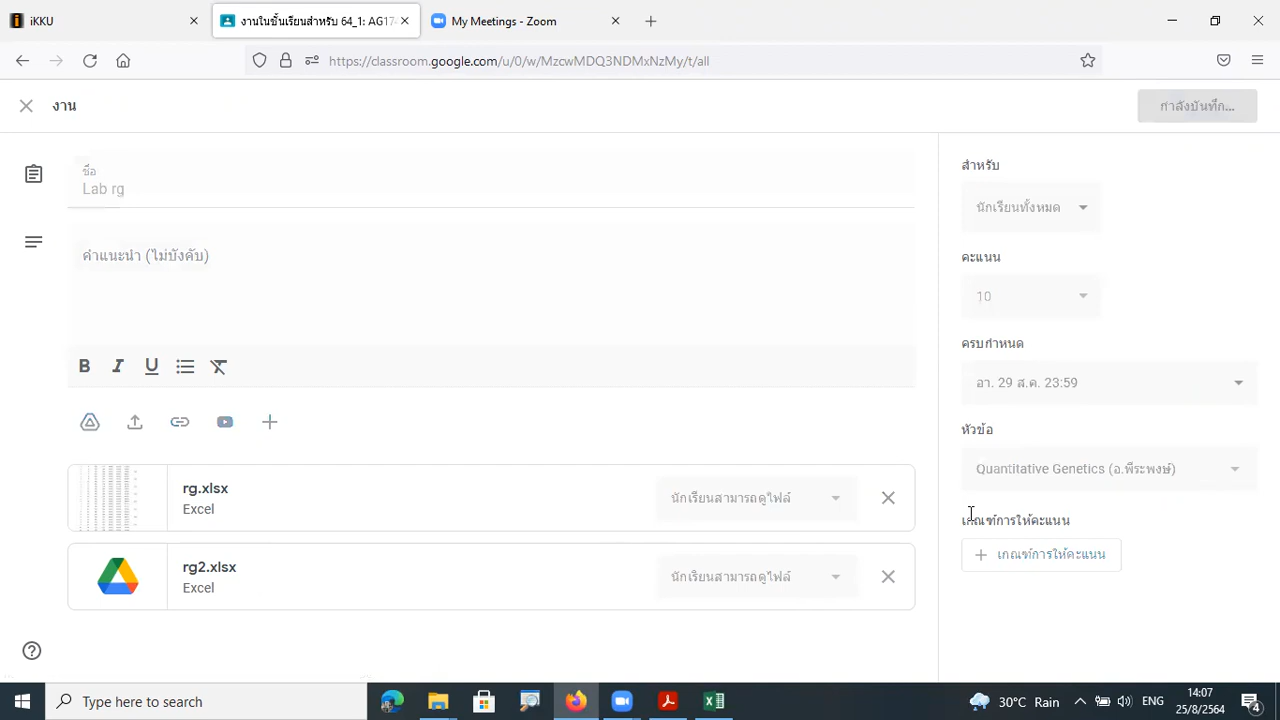 iKKU
งานในชั้นเรียนสำหรับ 64_1: AG17
My Meetings - Zoom
https://classroom.google.com/u/0/w/MzcwMDQ3NDMxNzMy/t/all
งาน
กำลังบันทึก...
ชื่อ
Lab rg
คำแนะนำ (ไม่บังคับ)
B I U
rg.xlsx
Excel
นักเรียนสามารถดูไฟล์
rg2.xlsx
Excel
นักเรียนสามารถดูไฟล์
สำหรับ
นักเรียนทั้งหมด
คะแนน
10
ครบกำหนด
อา. 29 ส.ค. 23:59
หัวข้อ
Quantitative Genetics (อ.พีระพงษ์)
เกณฑ์การให้คะแนน
เกณฑ์การให้คะแนน
Type here to search
30°C Rain
ENG
14:07
25/8/2564
4